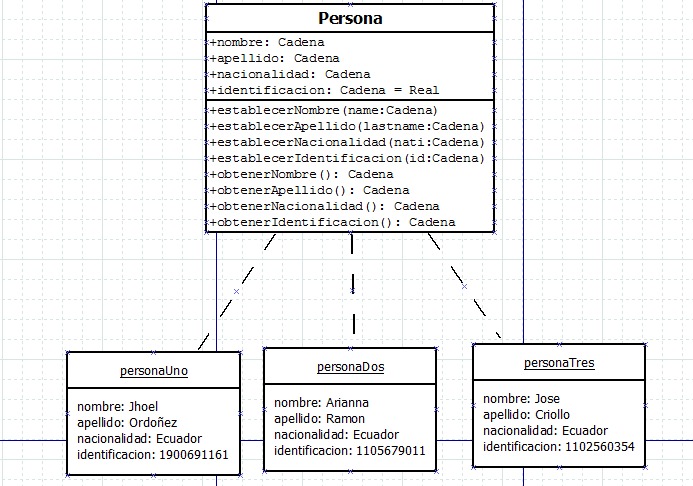 Persona
+nombre: Cadena
+apellido: Cadena
+nacionalidad: Cadena
+identificacion: Cadena = Real
+establecerNombre(name:Cadena)
+establecerApellido(lastname:Cadena)
+establecerNacionalidad(nati:Cadena)
+establecerIdentificacion(id:Cadena)
+obtenerNombre(): Cadena
+obtenerApellido(): Cadena
+obtenerNacionalidad(): Cadena
+obtenerIdentificacion(): Cadena
personaUno
nombre: Jhoel
apellido: Ordoñez
nacionalidad: Ecuador
identificacion: 1900691161
personaDos
nombre: Arianna
apellido: Ramon
nacionalidad: Ecuador
identificacion: 1105679011
personaTres
nombre: Jose
apellido: Criollo
nacionalidad: Ecuador
identificacion: 1102560354